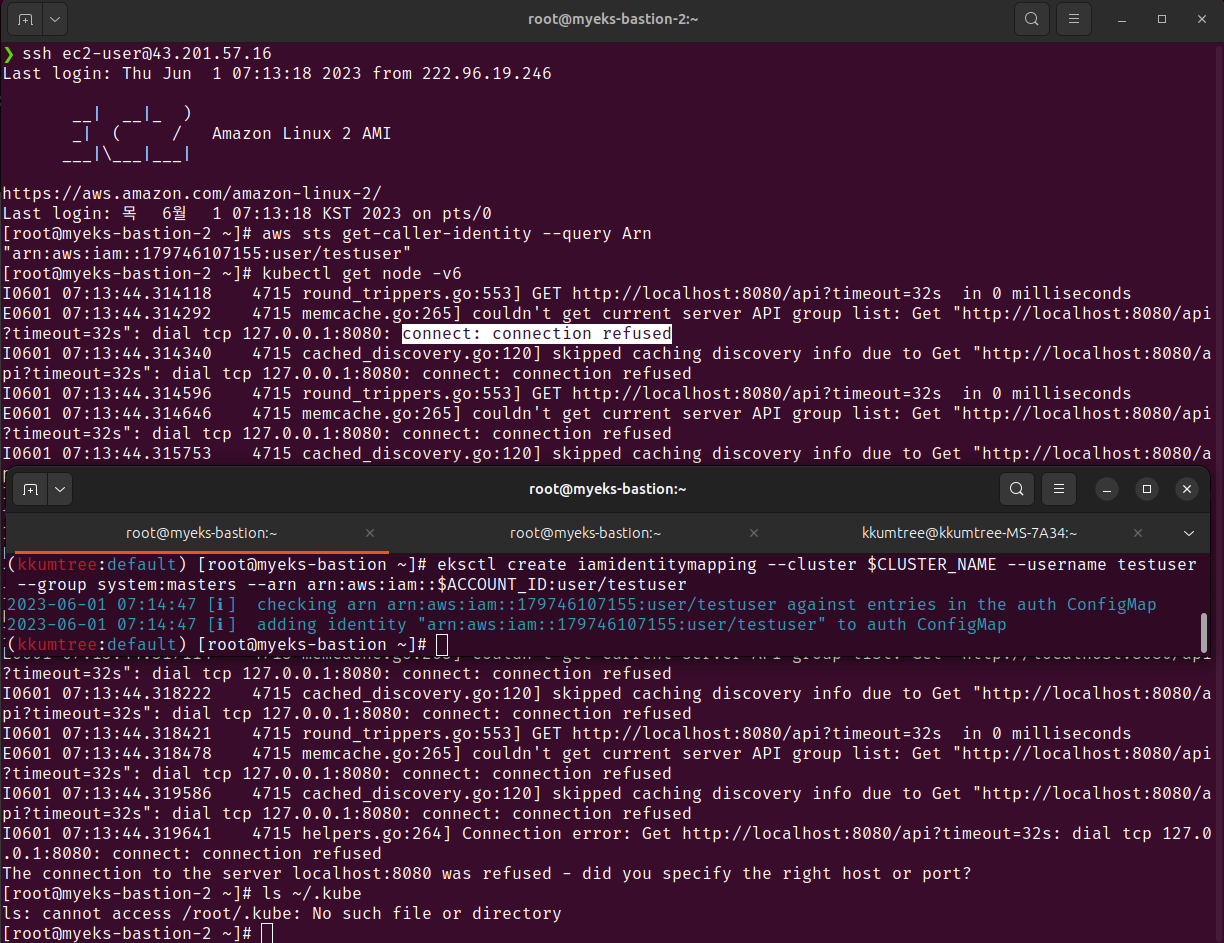 root@myeks-bastion-2:~
❯ ssh ec2-user@43.201.57.16
Last login: Thu Jun  1 07:13:18 2023 from 222.96.19.246
       __|  __|_  )
       _|  (     /   Amazon Linux 2 AMI
      ___|\___|___|
https://aws.amazon.com/amazon-linux-2/
Last login: 목  6월  1 07:13:18 KST 2023 on pts/0
[root@myeks-bastion-2 ~]# aws sts get-caller-identity --query Arn
"arn:aws:iam::179746107155:user/testuser"
[root@myeks-bastion-2 ~]# kubectl get node -v6
I0601 07:13:44.314118    4715 round_trippers.go:553] GET http://localhost:8080/api?timeout=32s  in 0 milliseconds
E0601 07:13:44.314292    4715 memcache.go:265] couldn't get current server API group list: Get "http://localhost:8080/api
?timeout=32s": dial tcp 127.0.0.1:8080: connect: connection refused
I0601 07:13:44.314340    4715 cached_discovery.go:120] skipped caching discovery info due to Get "http://localhost:8080/a
pi?timeout=32s": dial tcp 127.0.0.1:8080: connect: connection refused
I0601 07:13:44.314596    4715 round_trippers.go:553] GET http://localhost:8080/api?timeout=32s  in 0 milliseconds
E0601 07:13:44.314646    4715 memcache.go:265] couldn't get current server API group list: Get "http://localhost:8080/api
?timeout=32s": dial tcp 127.0.0.1:8080: connect: connection refused
I0601 07:13:44.315753    4715 cached_discovery.go:120] skipped caching discovery info due to Get "http://localhost:8080/a
root@myeks-bastion:~
root@myeks-bastion:~ root@myeks-bastion:~ kkumtree@kkumtree-MS-7A34:~
(kkumtree:default) [root@myeks-bastion ~]# eksctl create iamidentitymapping --cluster $CLUSTER_NAME --username testuser
 --group system:masters --arn arn:aws:iam::$ACCOUNT_ID:user/testuser
2023-06-01 07:14:47 [ℹ]  checking arn arn:aws:iam::179746107155:user/testuser against entries in the auth ConfigMap
2023-06-01 07:14:47 [ℹ]  adding identity "arn:aws:iam::179746107155:user/testuser" to auth ConfigMap
(kkumtree:default) [root@myeks-bastion ~]#
?timeout=32s": dial tcp 127.0.0.1:8080: connect: connection refused
I0601 07:13:44.318222    4715 cached_discovery.go:120] skipped caching discovery info due to Get "http://localhost:8080/a
pi?timeout=32s": dial tcp 127.0.0.1:8080: connect: connection refused
I0601 07:13:44.318421    4715 round_trippers.go:553] GET http://localhost:8080/api?timeout=32s  in 0 milliseconds
E0601 07:13:44.318478    4715 memcache.go:265] couldn't get current server API group list: Get "http://localhost:8080/api
?timeout=32s": dial tcp 127.0.0.1:8080: connect: connection refused
I0601 07:13:44.319586    4715 cached_discovery.go:120] skipped caching discovery info due to Get "http://localhost:8080/a
pi?timeout=32s": dial tcp 127.0.0.1:8080: connect: connection refused
I0601 07:13:44.319641    4715 helpers.go:264] Connection error: Get http://localhost:8080/api?timeout=32s: dial tcp 127.0
.0.1:8080: connect: connection refused
The connection to the server localhost:8080 was refused - did you specify the right host or port?
[root@myeks-bastion-2 ~]# ls ~/.kube
ls: cannot access /root/.kube: No such file or directory
[root@myeks-bastion-2 ~]#